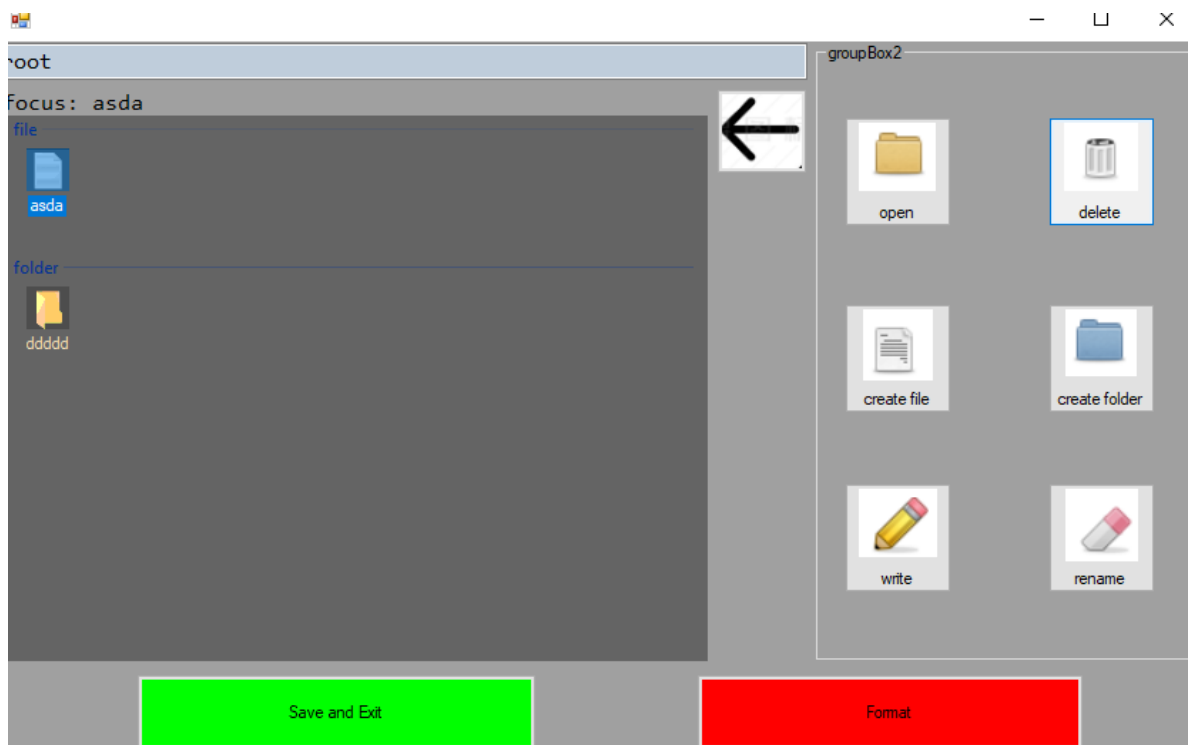 root
groupBox2
focus: asda
file
asda
open
delete
folder
ddddd
create file
create folder
write
rename
Save and Exit
Format